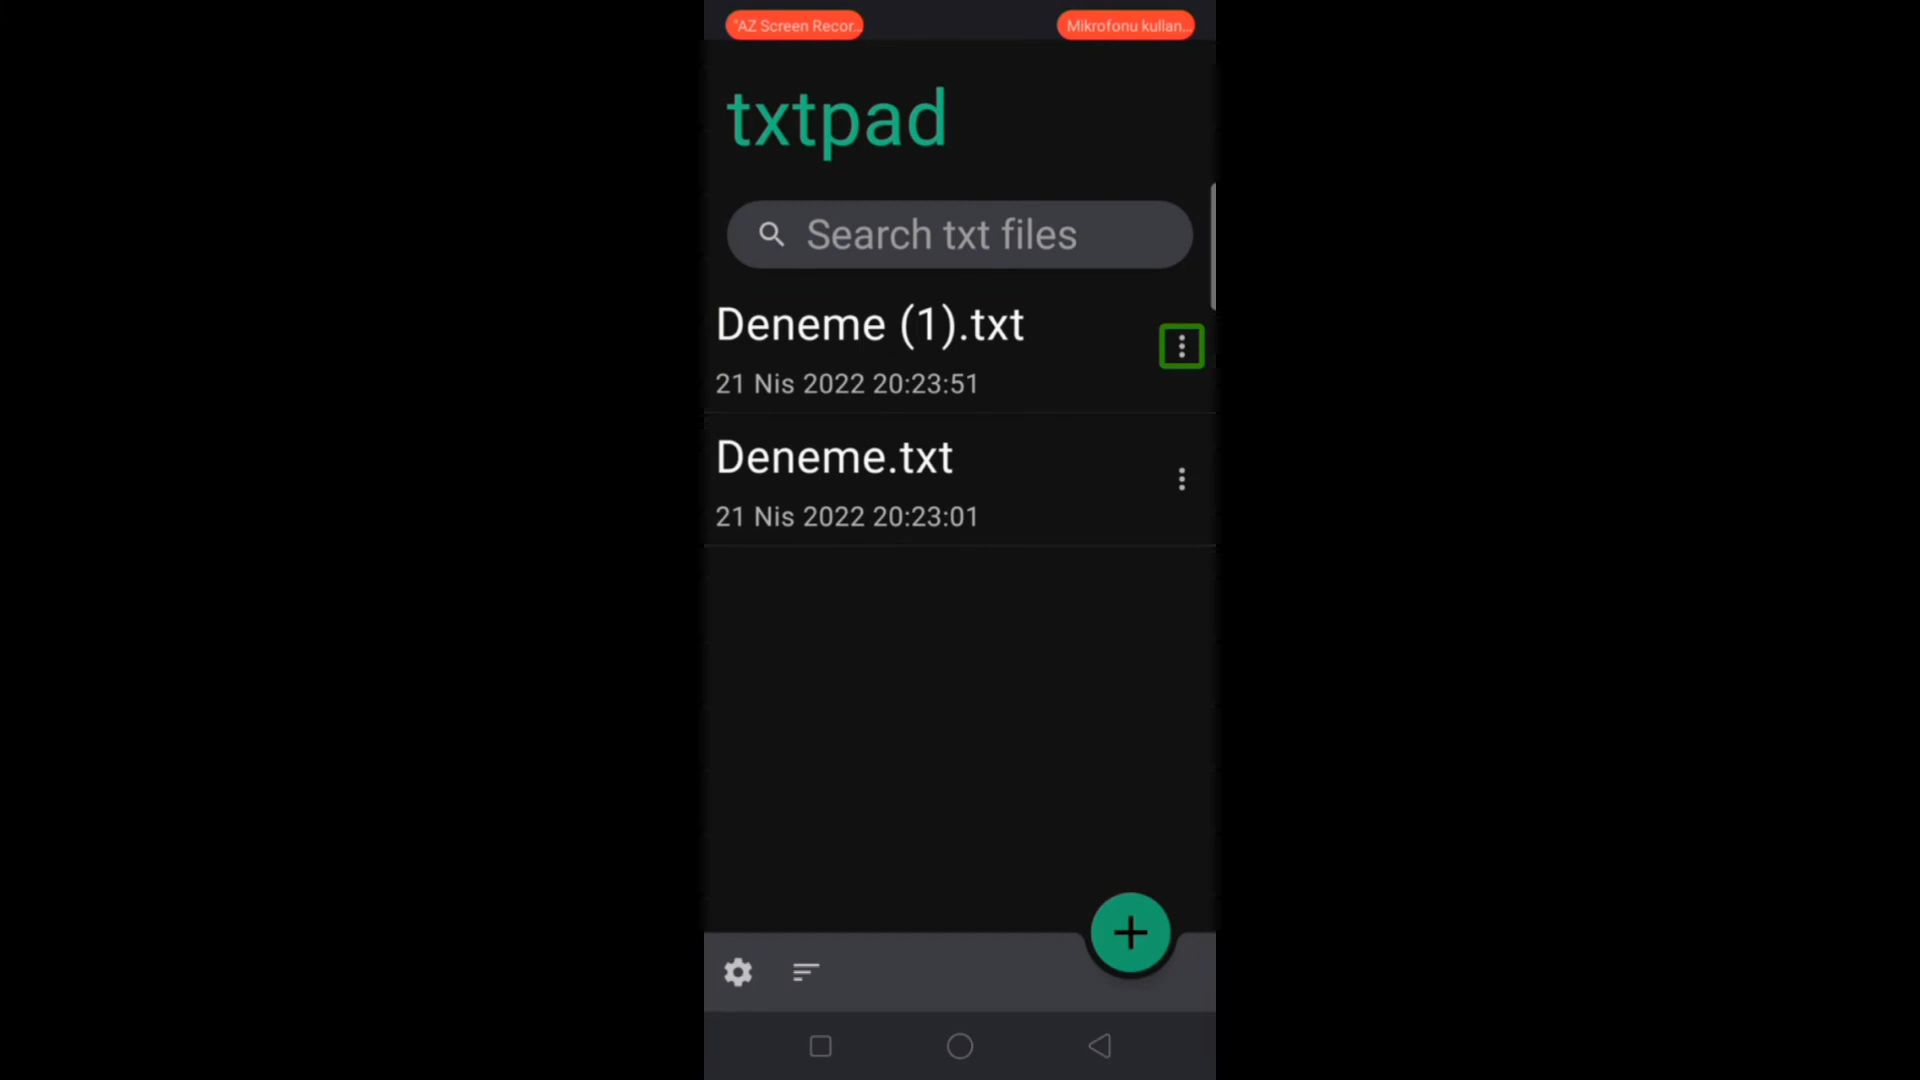 "AZ Screen Recor...
Mikrofonu kullan...
txtpad
Search txt files
Deneme (1).txt
21 Nis 2022 20:23:51
Deneme.txt
21 Nis 2022 20:23:01